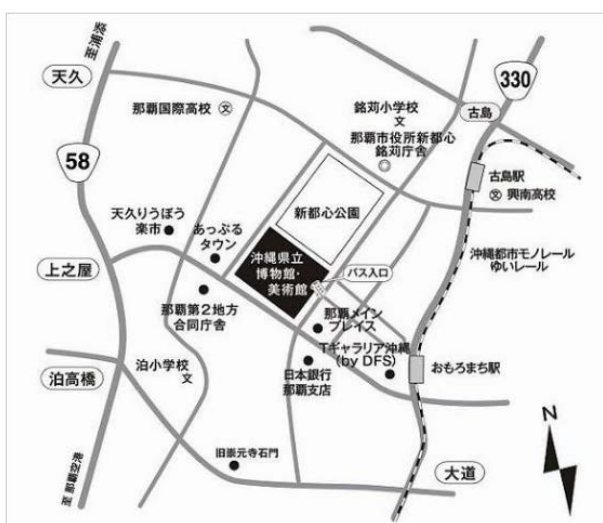 至浦添
天久
330
那覇国際高校
文
銘苅小学校
文
古島
那覇市役所新都心
銘苅庁舎
58
古島駅
文
興南高校
新都心公園
天久りうぼう
楽市
あっぷる
タウン
沖縄県立
博物館・
美術館
バス入口
沖縄都市モノレール
ゆいレール
上之屋
那覇第2地方
合同庁舎
那覇メイン
プレイス
Tギャラリア沖縄
(by DFS)
泊小学校
文
日本銀行
那覇支店
おもろまち駅
泊高橋
N
旧崇元寺石門
大道
至 那覇空港